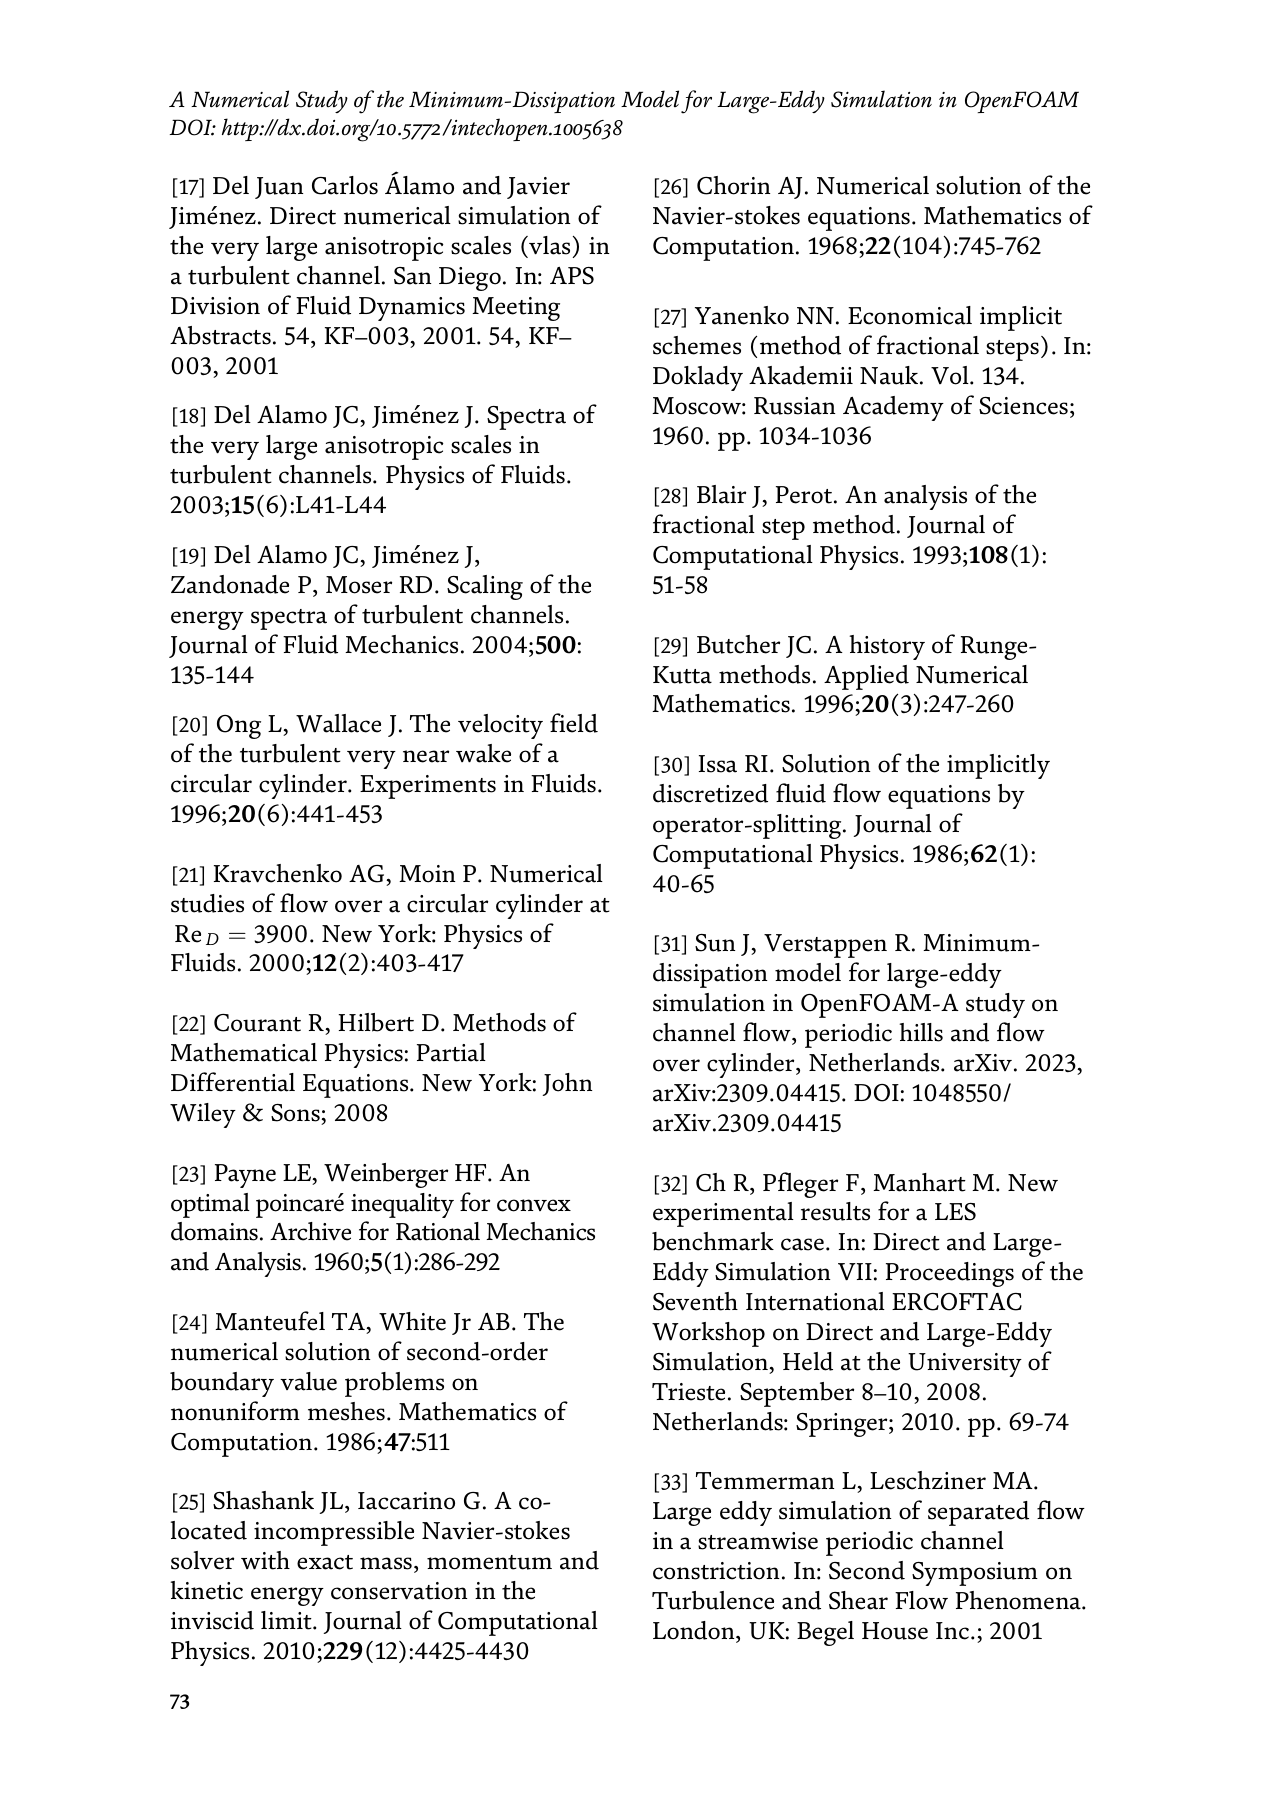 A Numerical Study of the Minimum-Dissipation Model for Large-Eddy Simulation in OpenFOAM
DOI: http://dx.doi.org/10.5772/intechopen.1005638
[17] Del Juan Carlos Álamo and Javier
Jiménez. Direct numerical simulation of
the very large anisotropic scales (vlas) in
a turbulent channel. San Diego. In: APS
Division of Fluid Dynamics Meeting
Abstracts. 54, KF–003, 2001. 54, KF–
003, 2001
[18] Del Alamo JC, Jiménez J. Spectra of
the very large anisotropic scales in
turbulent channels. Physics of Fluids.
2003;15(6):L41-L44
[19] Del Alamo JC, Jiménez J,
Zandonade P, Moser RD. Scaling of the
energy spectra of turbulent channels.
Journal of Fluid Mechanics. 2004;500:
135-144
[20] Ong L, Wallace J. The velocity field
of the turbulent very near wake of a
circular cylinder. Experiments in Fluids.
1996;20(6):441-453
[21] Kravchenko AG, Moin P. Numerical
studies of flow over a circular cylinder at
Re D = 3900. New York: Physics of
Fluids. 2000;12(2):403-417
[22] Courant R, Hilbert D. Methods of
Mathematical Physics: Partial
Differential Equations. New York: John
Wiley & Sons; 2008
[23] Payne LE, Weinberger HF. An
optimal poincaré inequality for convex
domains. Archive for Rational Mechanics
and Analysis. 1960;5(1):286-292
[24] Manteufel TA, White Jr AB. The
numerical solution of second-order
boundary value problems on
nonuniform meshes. Mathematics of
Computation. 1986;47:511
[25] Shashank JL, Iaccarino G. A co-
located incompressible Navier-stokes
solver with exact mass, momentum and
kinetic energy conservation in the
inviscid limit. Journal of Computational
Physics. 2010;229(12):4425-4430
[26] Chorin AJ. Numerical solution of the
Navier-stokes equations. Mathematics of
Computation. 1968;22(104):745-762
[27] Yanenko NN. Economical implicit
schemes (method of fractional steps). In:
Doklady Akademii Nauk. Vol. 134.
Moscow: Russian Academy of Sciences;
1960. pp. 1034-1036
[28] Blair J, Perot. An analysis of the
fractional step method. Journal of
Computational Physics. 1993;108(1):
51-58
[29] Butcher JC. A history of Runge-
Kutta methods. Applied Numerical
Mathematics. 1996;20(3):247-260
[30] Issa RI. Solution of the implicitly
discretized fluid flow equations by
operator-splitting. Journal of
Computational Physics. 1986;62(1):
40-65
[31] Sun J, Verstappen R. Minimum-
dissipation model for large-eddy
simulation in OpenFOAM-A study on
channel flow, periodic hills and flow
over cylinder, Netherlands. arXiv. 2023,
arXiv:2309.04415. DOI: 1048550/
arXiv.2309.04415
[32] Ch R, Pfleger F, Manhart M. New
experimental results for a LES
benchmark case. In: Direct and Large-
Eddy Simulation VII: Proceedings of the
Seventh International ERCOFTAC
Workshop on Direct and Large-Eddy
Simulation, Held at the University of
Trieste. September 8–10, 2008.
Netherlands: Springer; 2010. pp. 69-74
[33] Temmerman L, Leschziner MA.
Large eddy simulation of separated flow
in a streamwise periodic channel
constriction. In: Second Symposium on
Turbulence and Shear Flow Phenomena.
London, UK: Begel House Inc.; 2001
73